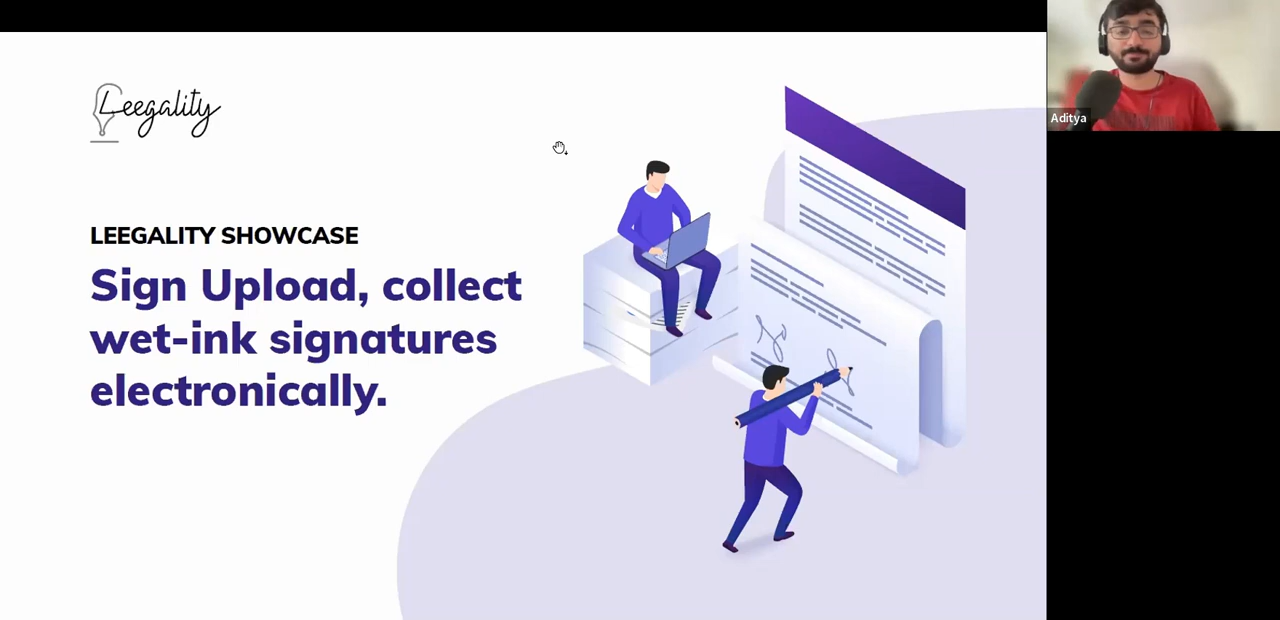 Leegality
LEEGALITY SHOWCASE
Sign Upload, collect
wet-ink signatures
electronically.
Aditya